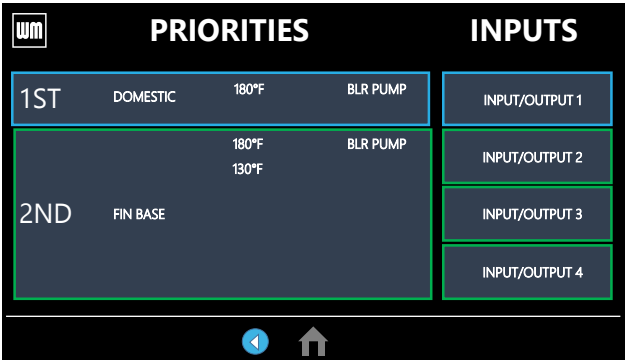 wm
PRIORITIES
INPUTS
1ST
DOMESTIC
180°F
BLR PUMP
INPUT/OUTPUT 1
2ND
FIN BASE
180°F
BLR PUMP
130°F
INPUT/OUTPUT 2
INPUT/OUTPUT 3
INPUT/OUTPUT 4